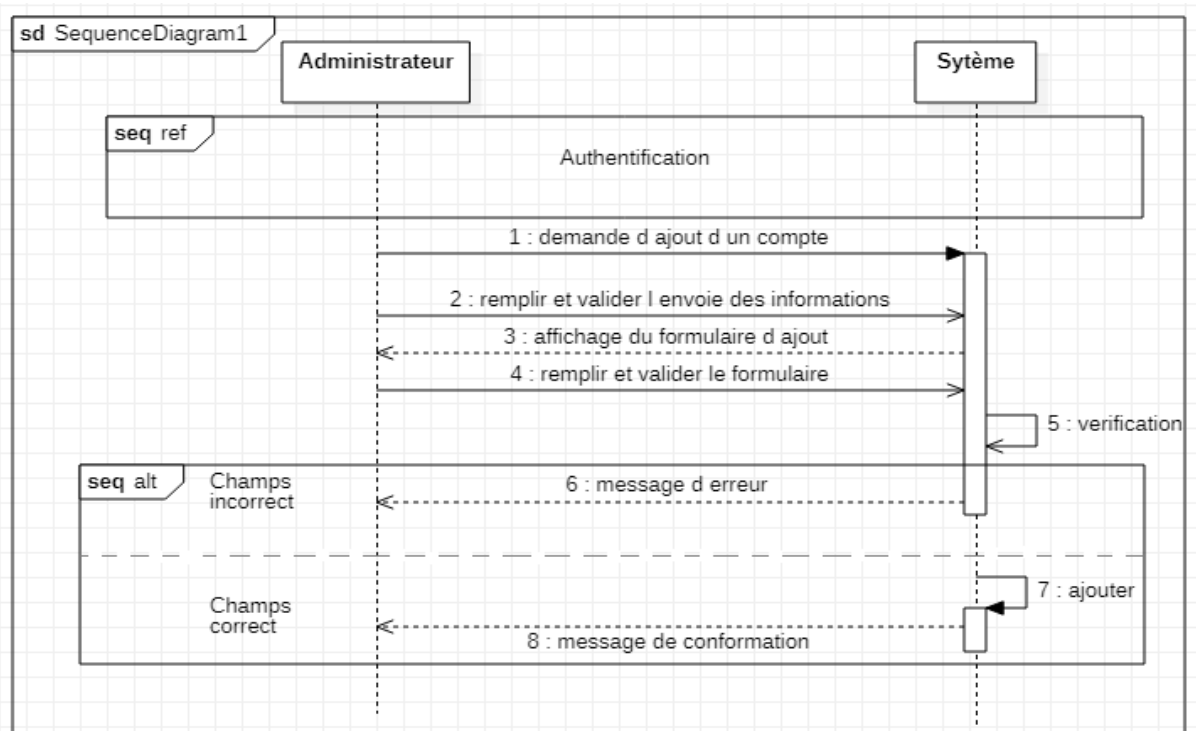 sd SequenceDiagram1
Administrateur
Sytème
seq ref
Authentification
1 : demande d ajout d un compte
2 : remplir et valider l envoie des informations
3 : affichage du formulaire d ajout
4 : remplir et valider le formulaire
5 : verification
seq alt
Champs
incorrect
6 : message d erreur
7 : ajouter
Champs
correct
8 : message de conformation